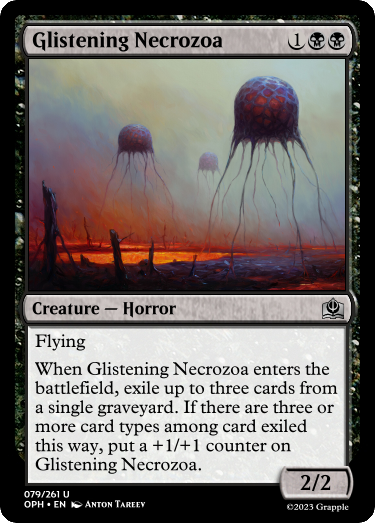 Glistening Necrozoa 1
Creature — Horror
Flying
When Glistening Necrozoa enters the
battlefield, exile up to three cards from
a single graveyard. If there are three or
more card types among card exiled
this way, put a +1/+1 counter on
Glistening Necrozoa.
2/2
079/261 U
OPH • EN Anton Tareev
©2023 Grapple